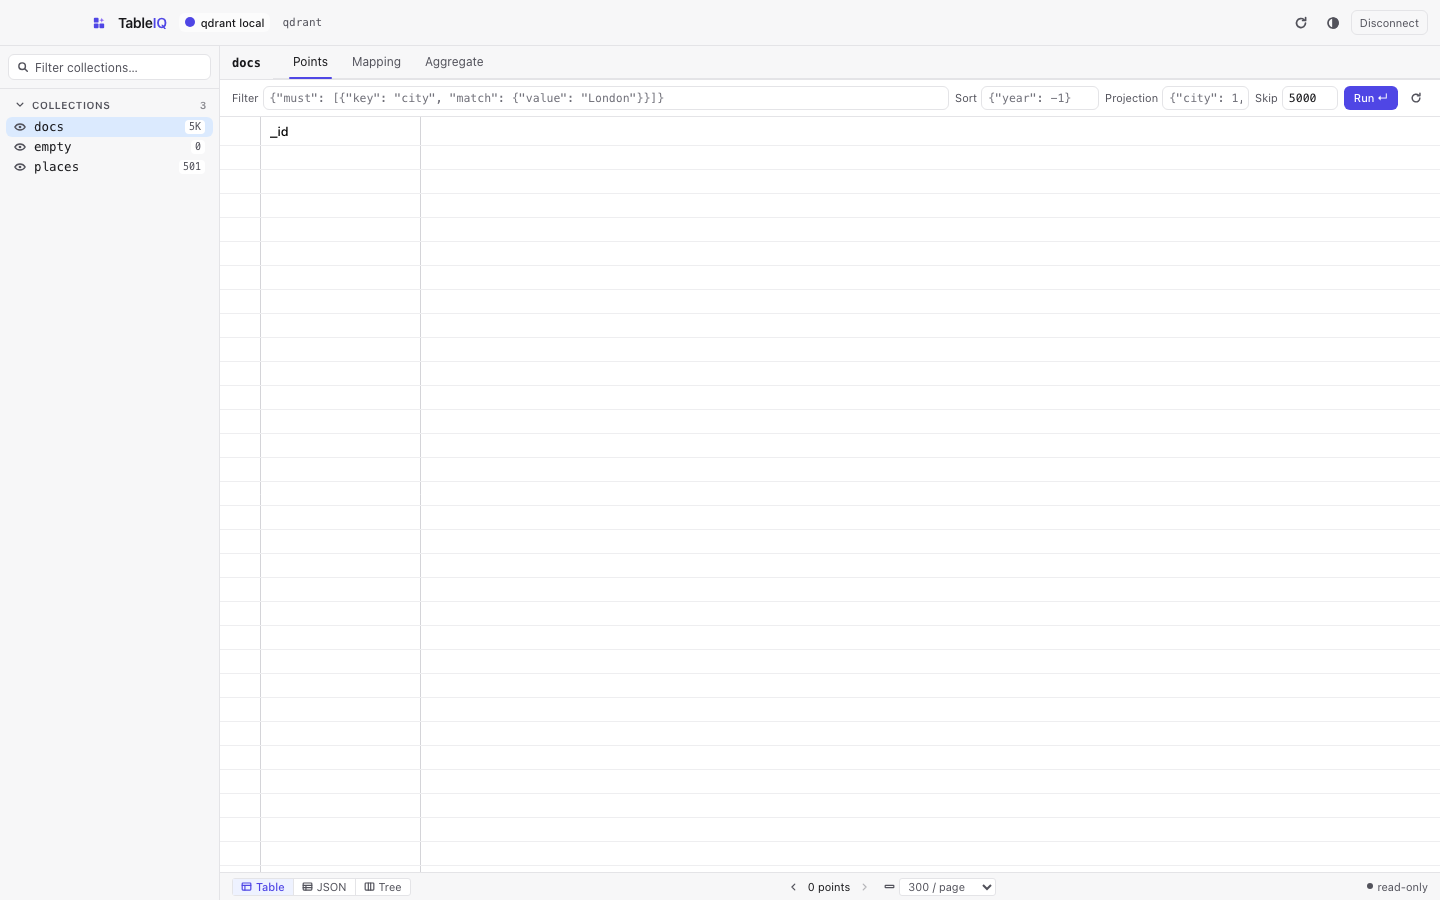 TableIQ qdrant local qdrant Disconnect
Filter collections...
COLLECTIONS 3
docs 5K
empty 0
places 501
docs Points Mapping Aggregate
Filter {"must": [{"key": "city", "match": {"value": "London"}}]} Sort {"year": −1} Projection {"city": 1, Skip 5000 Run ↵
_id
Table JSON Tree 0 points 300 / page read-only